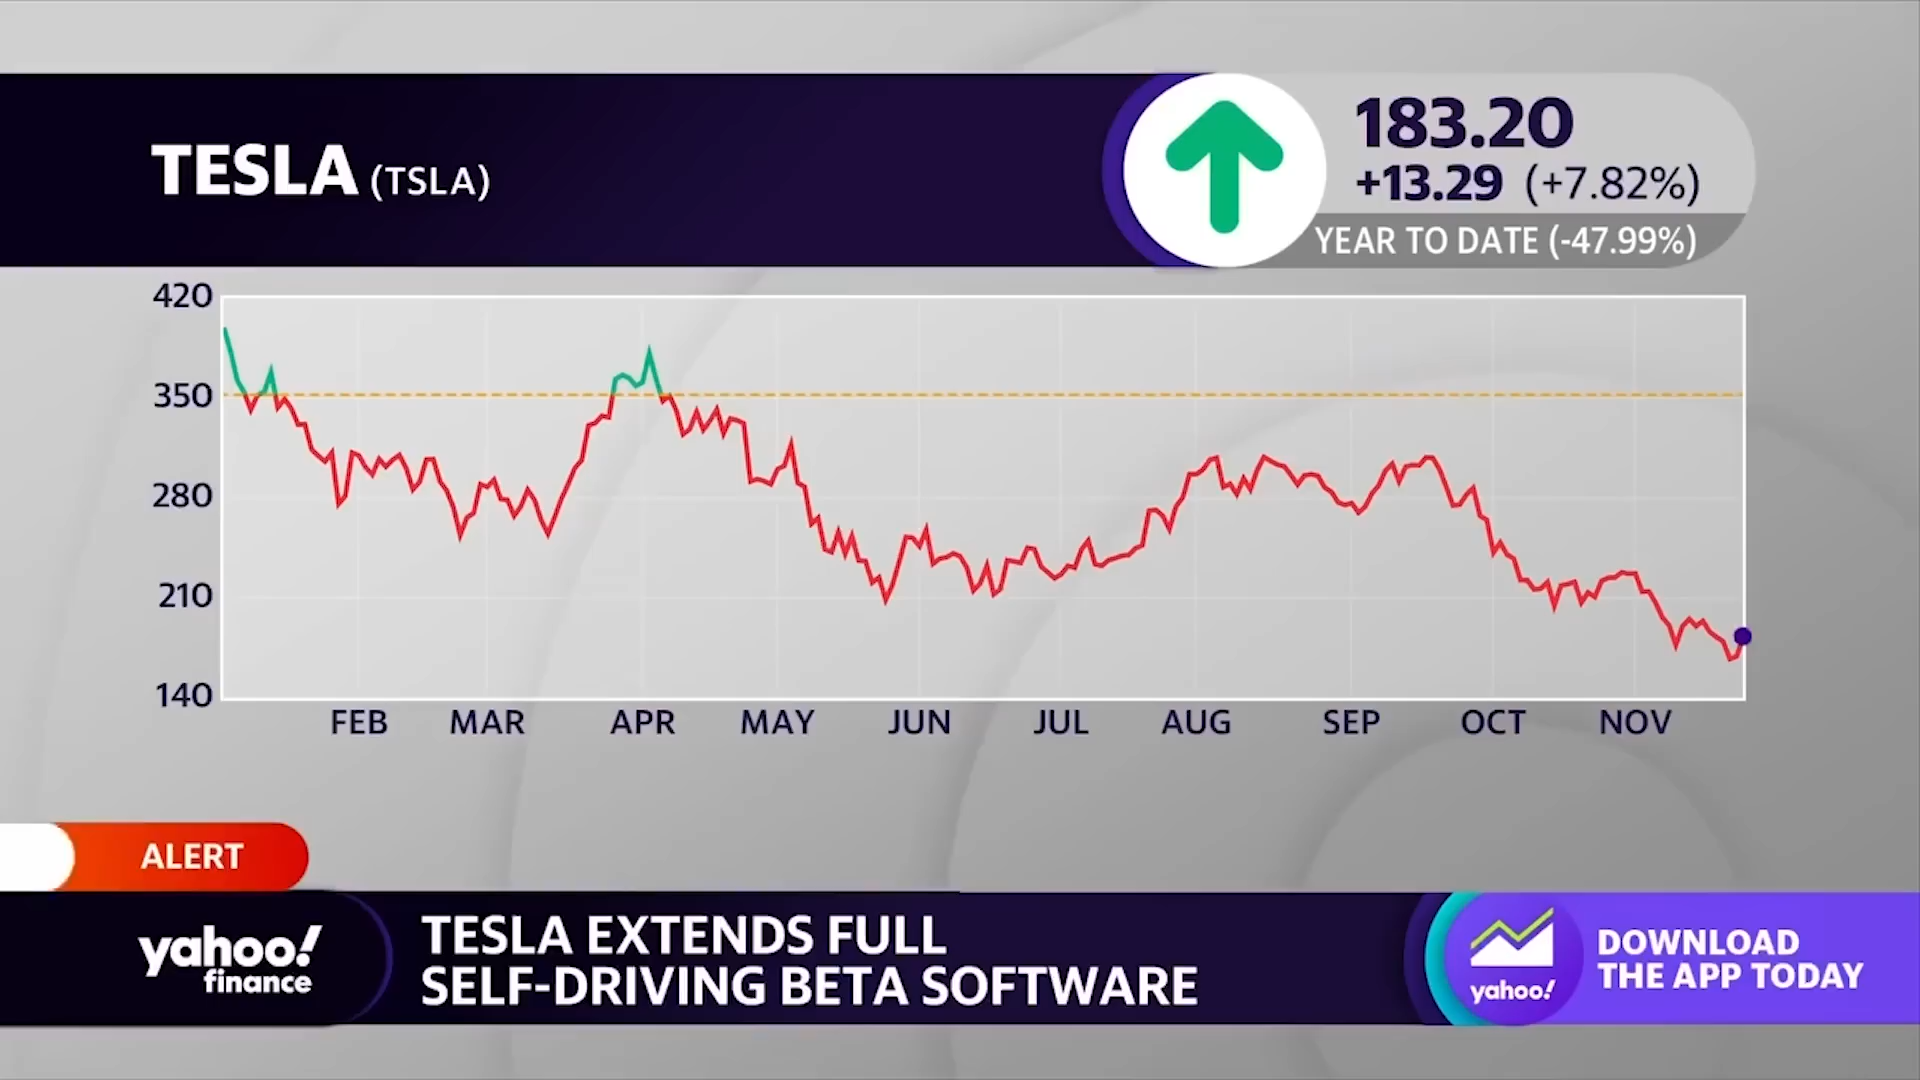 TESLA (TSLA)
183.20
+13.29 (+7.82%)
YEAR TO DATE (-47.99%)
420
350
280
210
140
FEB MAR APR MAY JUN JUL AUG SEP OCT NOV
ALERT
yahoo!
finance
TESLA EXTENDS FULL
SELF-DRIVING BETA SOFTWARE
yahoo!
DOWNLOAD
THE APP TODAY